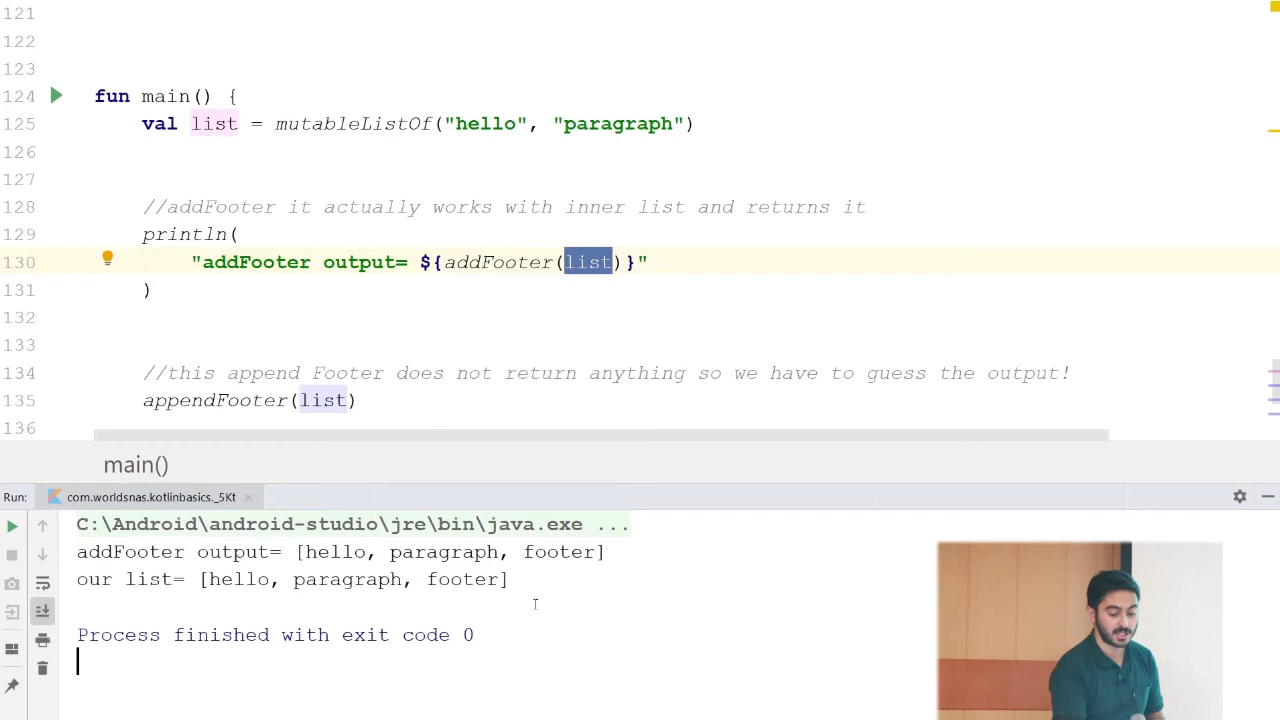 121
122
123
124 fun main() {
125 val list = mutableListOf("hello", "paragraph")
126
127
128 //addFooter it actually works with inner list and returns it
129 println(
130 "addFooter output= ${addFooter(list)}"
131 )
132
133
134 //this append Footer does not return anything so we have to guess the output!
135 appendFooter(list)
136
main()
Run: com.worldsnas.kotlinbasics._5Kt
C:\Android\android-studio\jre\bin\java.exe ...
addFooter output= [hello, paragraph, footer]
our list= [hello, paragraph, footer]
Process finished with exit code 0